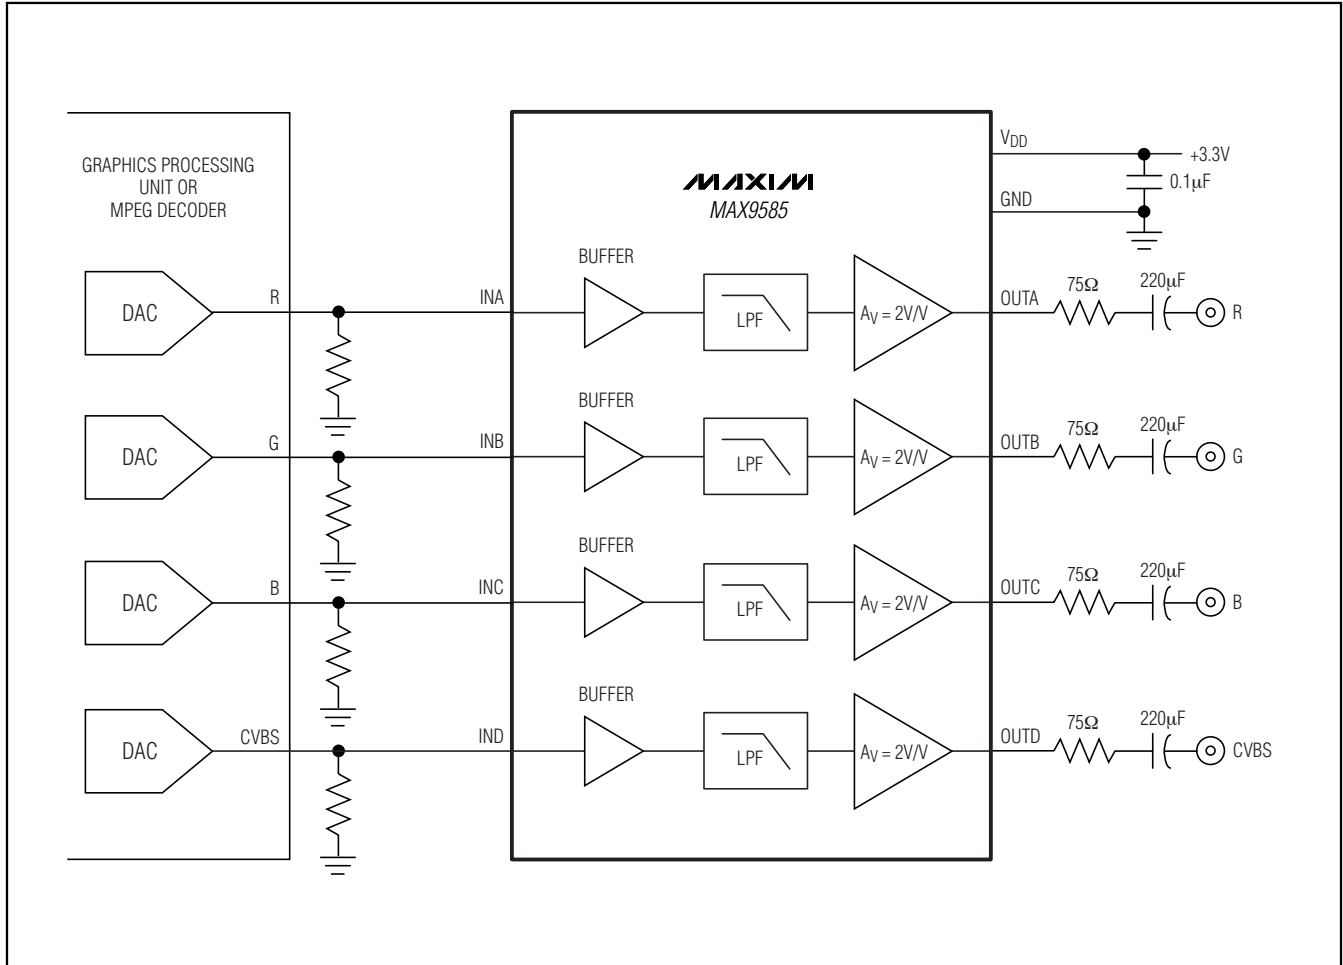 GRAPHICS PROCESSING
UNIT OR
MPEG DECODER
MAXIM
MAX9585
VDD
+3.3V
0.1μF
GND
DAC
R
INA
BUFFER
LPF
AV = 2V/V
OUTA
75Ω
220μF
R
DAC
G
INB
BUFFER
LPF
AV = 2V/V
OUTB
75Ω
220μF
G
DAC
B
INC
BUFFER
LPF
AV = 2V/V
OUTC
75Ω
220μF
B
DAC
CVBS
IND
BUFFER
LPF
AV = 2V/V
OUTD
75Ω
220μF
CVBS